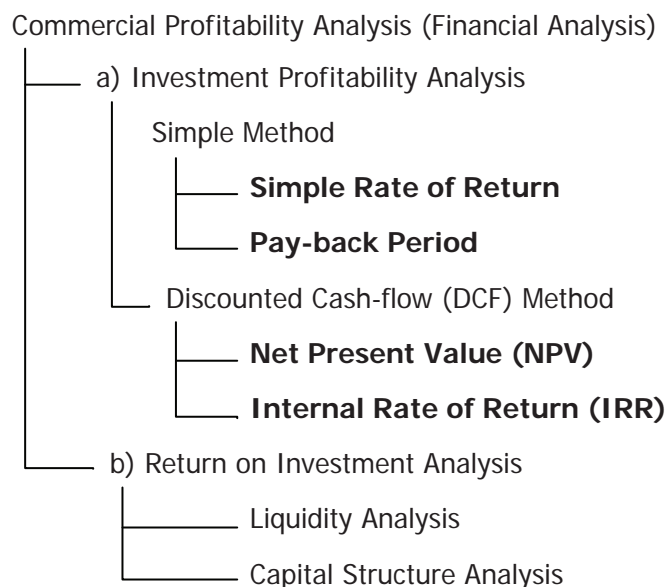 Commercial Profitability Analysis (Financial Analysis)
a) Investment Profitability Analysis
Simple Method
Simple Rate of Return
Pay-back Period
Discounted Cash-flow (DCF) Method
Net Present Value (NPV)
Internal Rate of Return (IRR)
b) Return on Investment Analysis
Liquidity Analysis
Capital Structure Analysis